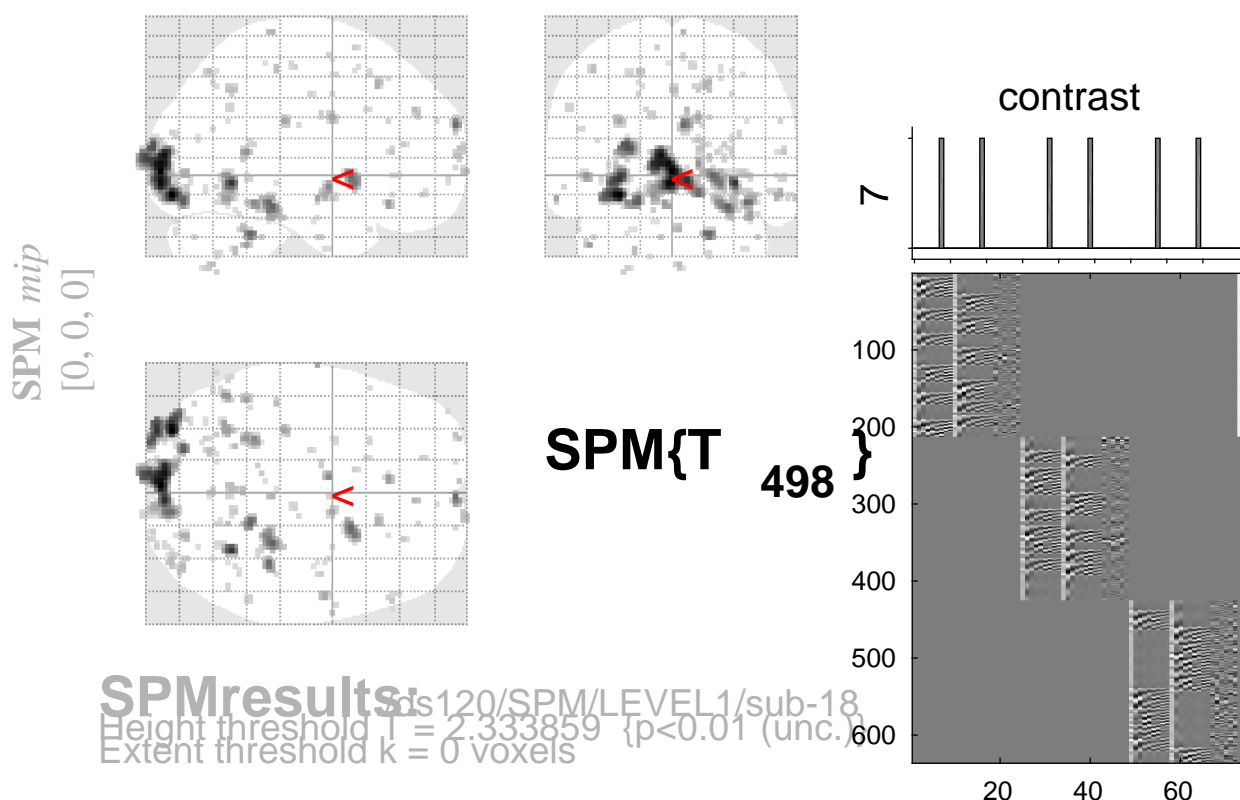 SPM mip
[0, 0, 0]
<
<
<
SPM{T498}
SPMresults: ./ds120/SPM/LEVEL1/sub-18
Height threshold T = 2.333859 {p<0.01 (unc.)}
Extent threshold k = 0 voxels
contrast
7
100
200
300
400
500
600
20 40 60